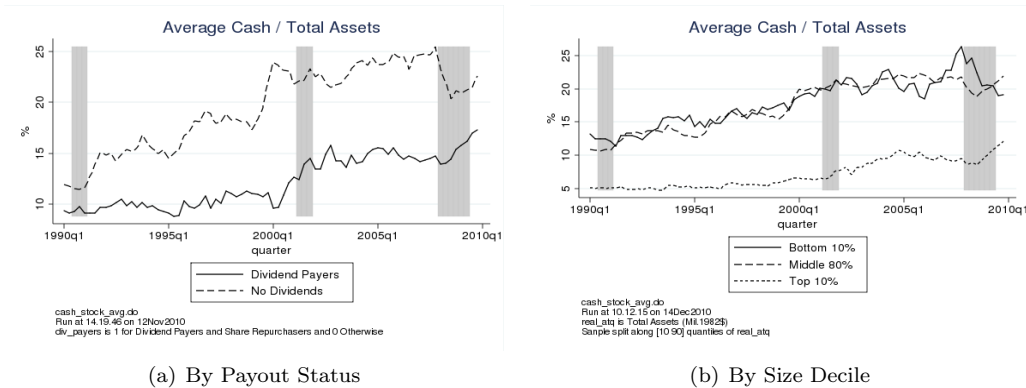 Average Cash / Total Assets
%
25
20
15
10
1990q1 1995q1 2000q1 2005q1 2010q1
quarter
Dividend Payers
No Dividends
cash_stock_avg.do
Run at 14.19.46 on 12Nov2010
div_payers is 1 for Dividend Payers and Share Repurchasers and 0 Otherwise
(a) By Payout Status
Average Cash / Total Assets
%
25
20
15
10
5
1990q1 1995q1 2000q1 2005q1 2010q1
quarter
Bottom 10%
Middle 80%
Top 10%
cash_stock_avg.do
Run at 10.12.15 on 14Dec2010
real_atq is Total Assets (Mil.1982$)
Sanple split along [10 90] quantiles of real_atq
(b) By Size Decile